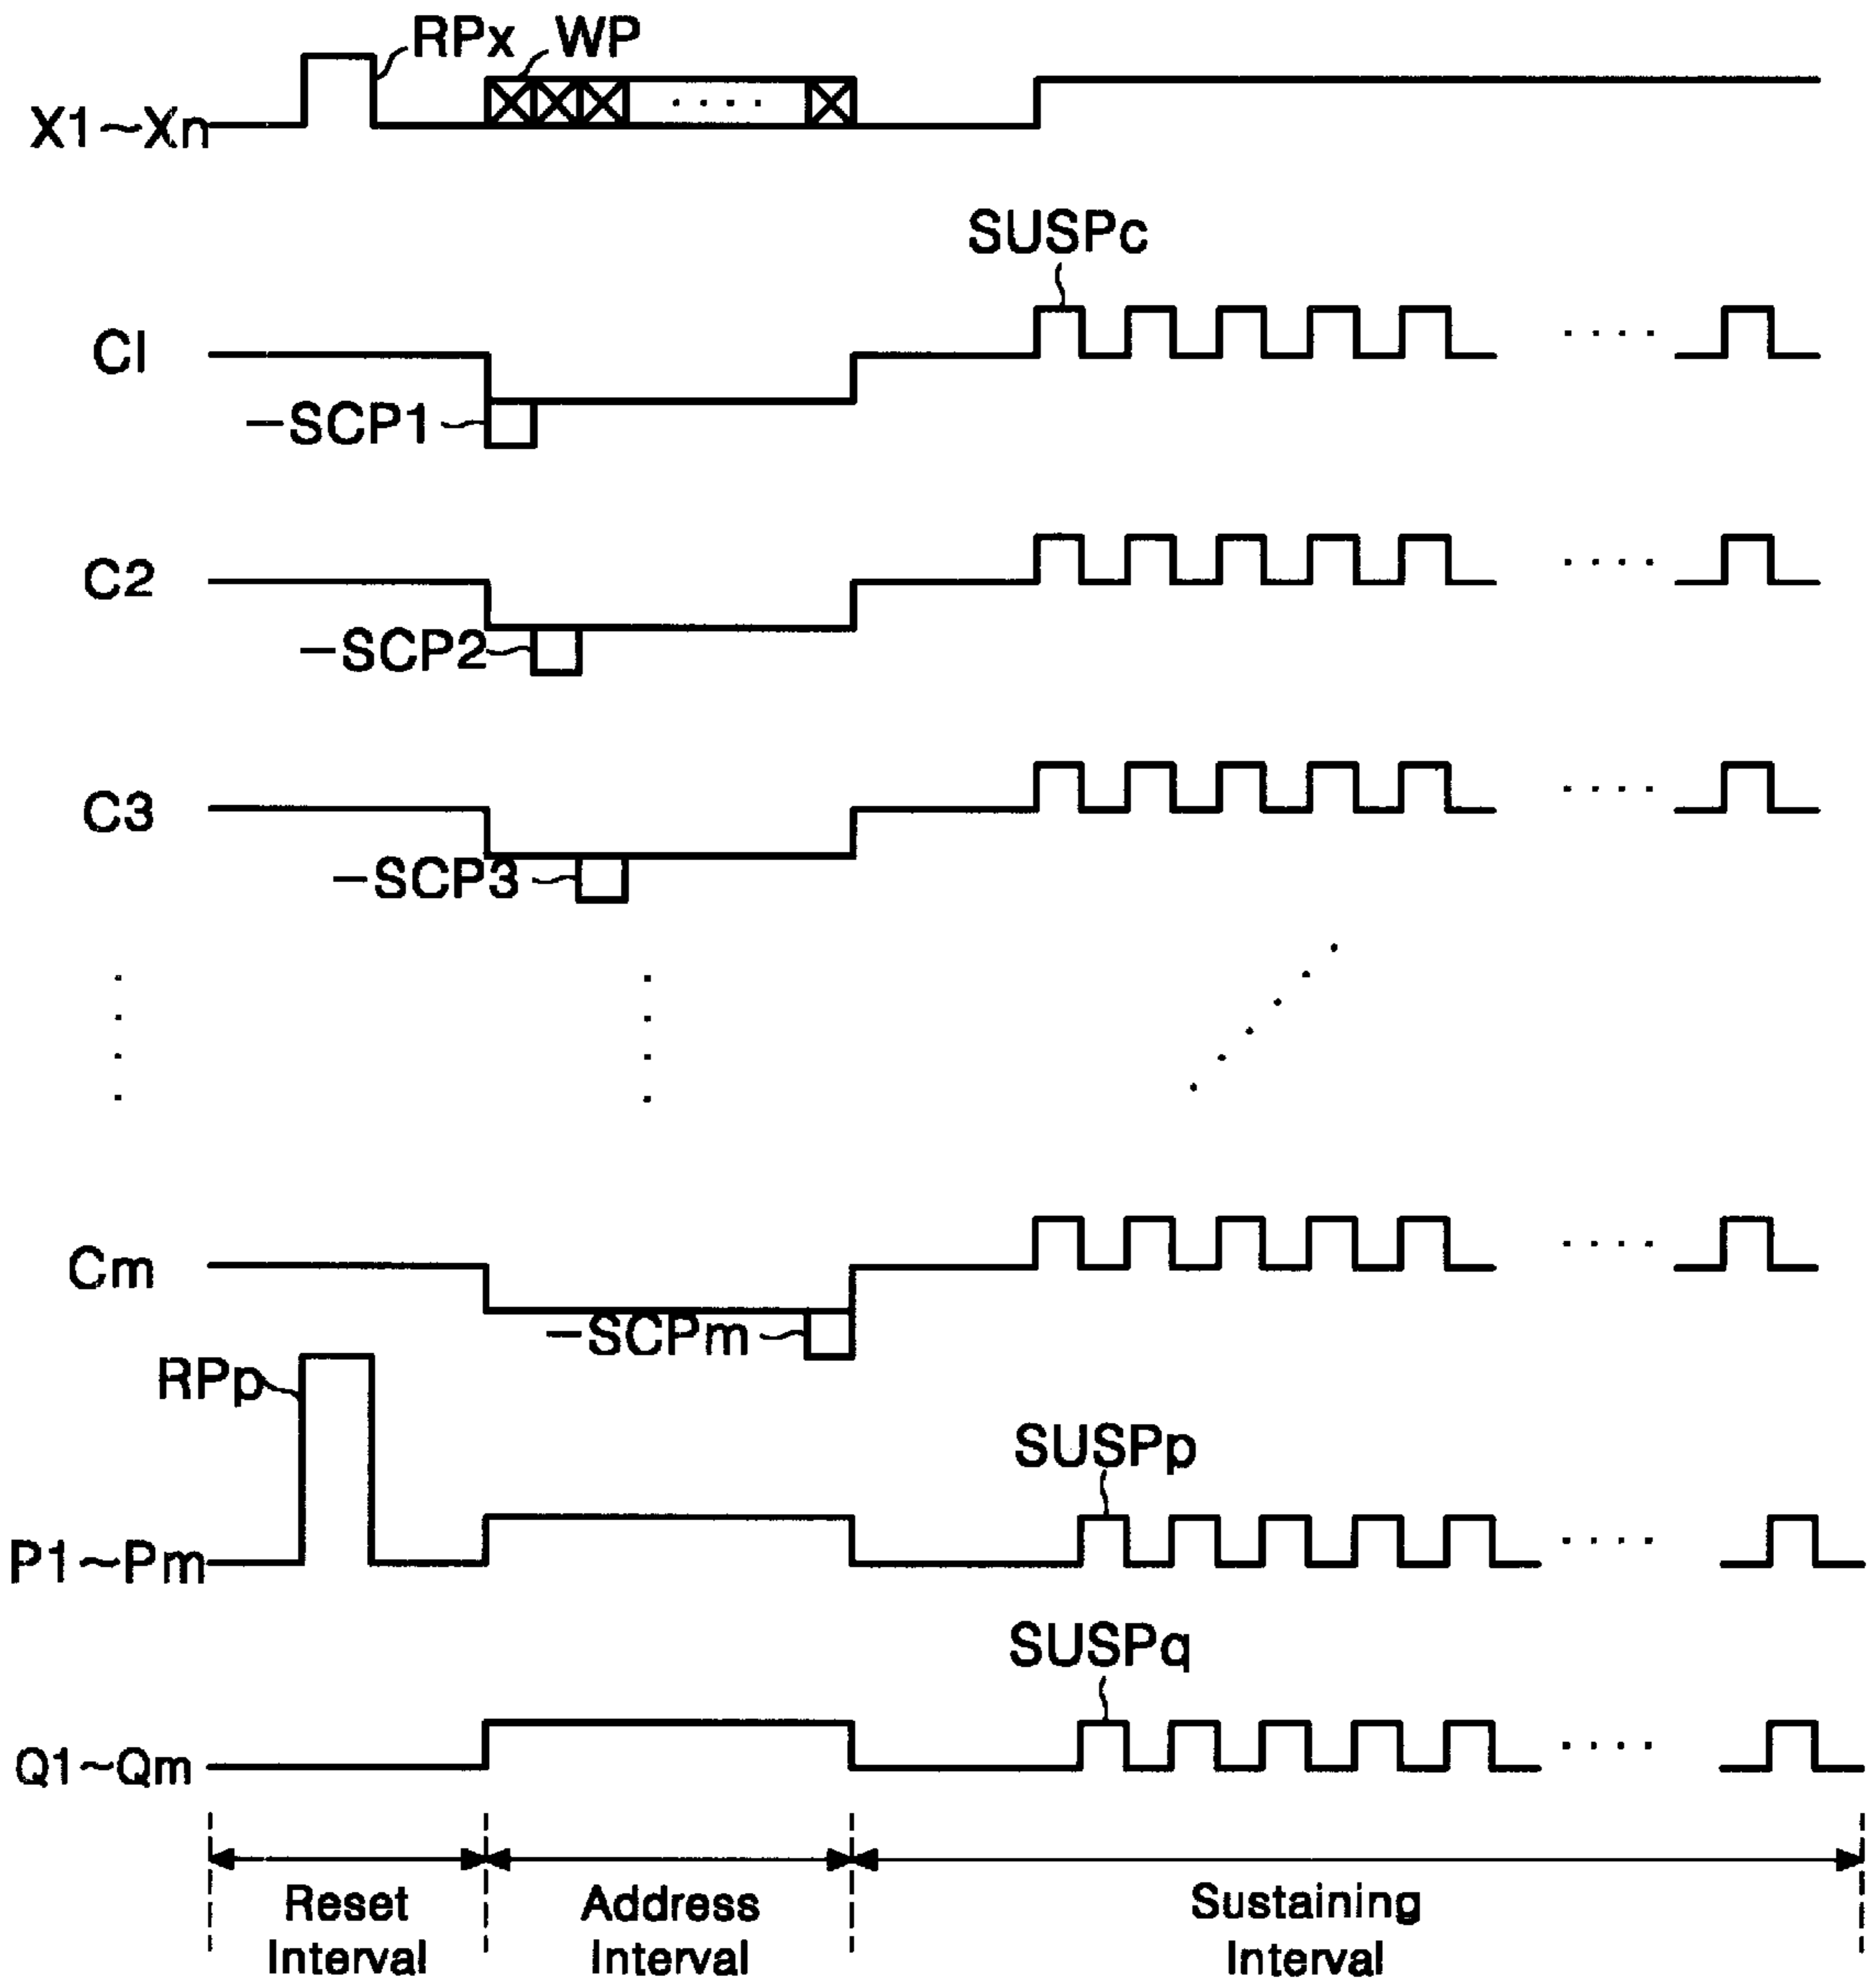 RPx WP
X1~Xn
SUSPc
Cl
-SCP1
C2
-SCP2
C3
-SCP3
Cm
-SCPm
RPp
SUSPp
P1~Pm
SUSPq
Q1~Qm
Reset Interval
Address Interval
Sustaining Interval